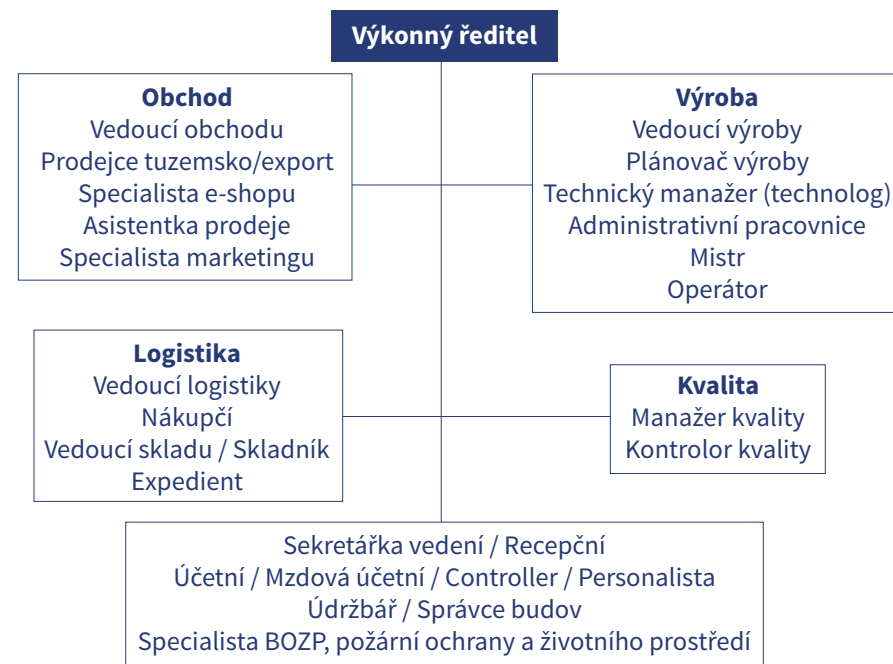 Výkonný ředitel
Obchod
Vedoucí obchodu
Prodejce tuzemsko/export
Specialista e-shopu
Asistentka prodeje
Specialista marketingu
Výroba
Vedoucí výroby
Plánovač výroby
Technický manažer (technolog)
Administrativní pracovnice
Mistr
Operátor
Logistika
Vedoucí logistiky
Nákupčí
Vedoucí skladu / Skladník
Expedient
Kvalita
Manažer kvality
Kontrolor kvality
Sekretářka vedení / Recepční
Účetní / Mzdová účetní / Controller / Personalista
Údržbář / Správce budov
Specialista BOZP, požární ochrany a životního prostředí